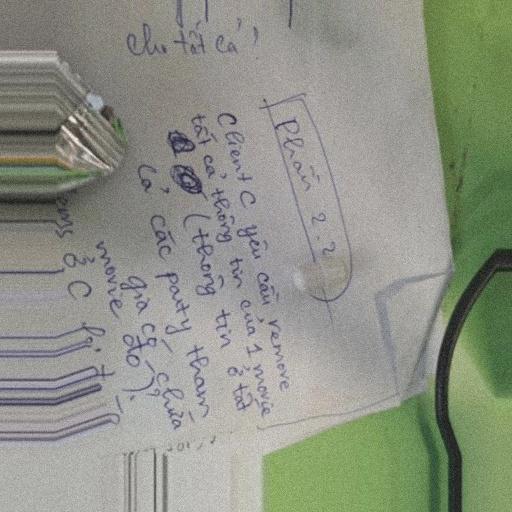 cho tất cả!
Phần 2.2
Client C yêu cầu remove
tất cả thông tin của 1 movie
(thông tin ở tất
cả các party tham
gia có chứa
movie đó).
ở C